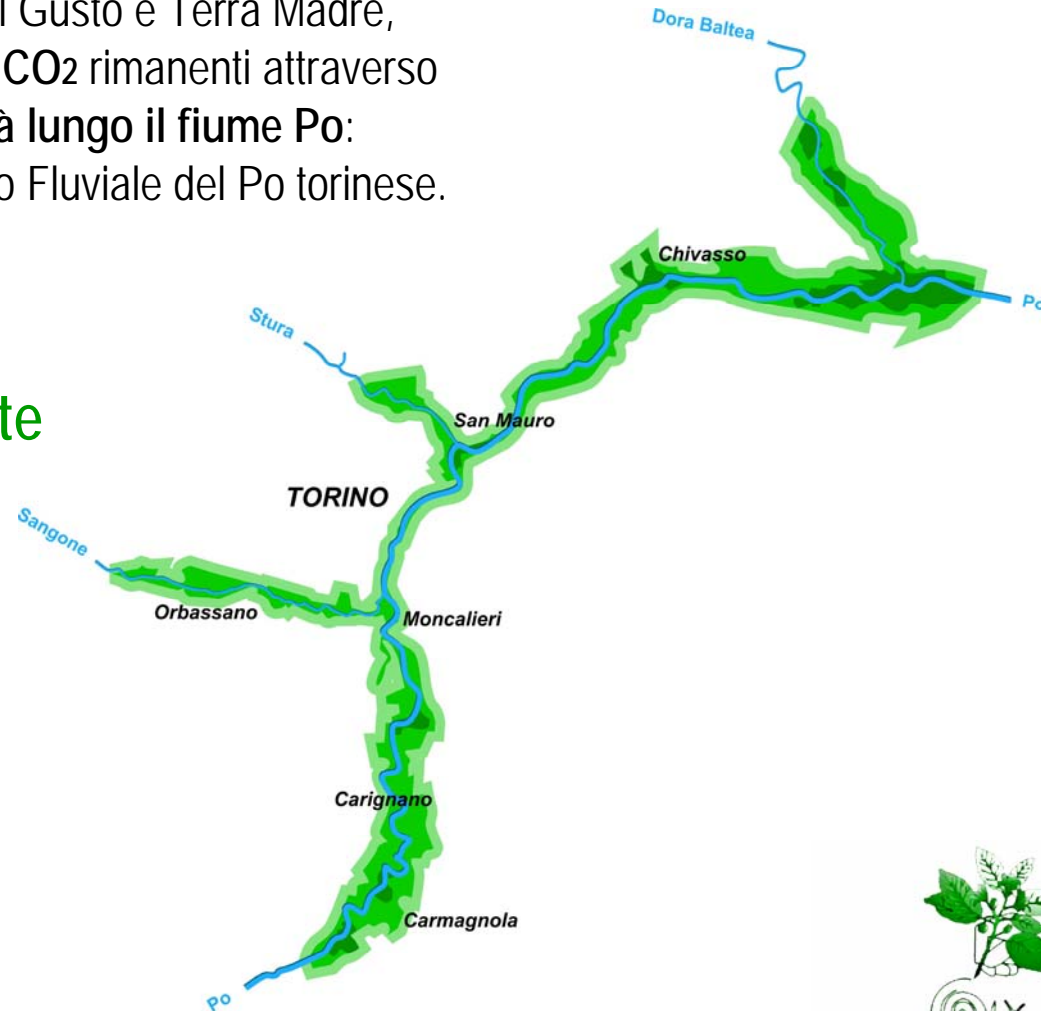 l Gusto e Terra Madre,
CO2 rimanenti attraverso
à lungo il fiume Po:
o Fluviale del Po torinese.
Dora Baltea
Chivasso
Po
Stura
te
San Mauro
TORINO
Sangone
Orbassano
Moncalieri
Carignano
Carmagnola
Po